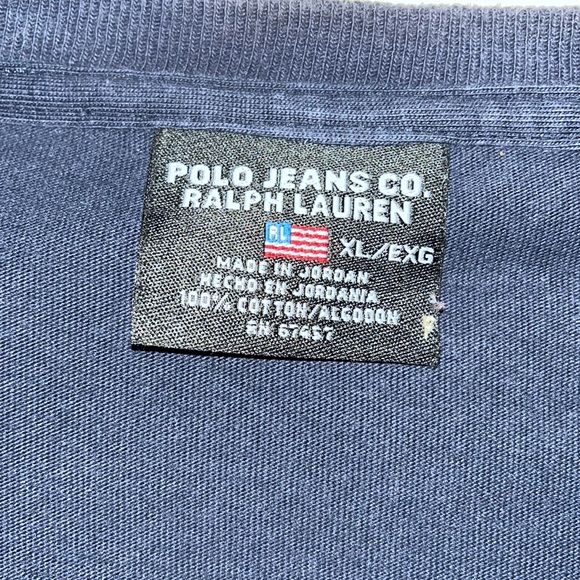 POLO JEANS CO.
RALPH LAUREN
RL XL/EXG
MADE IN JORDAN
HECHO EN JORDANIA
100% COTTON/ALGODON
RN 67457